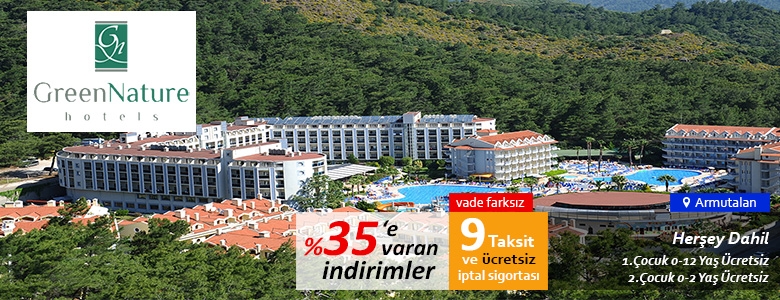 Gn
GreenNature
hotels
%35 'e
varan
indirimler
vade farksız
9 Taksit
ve ücretsiz
iptal sigortası
Armutalan
Herşey Dahil
1.Çocuk 0-12 Yaş Ücretsiz
2.Çocuk 0-2 Yaş Ücretsiz